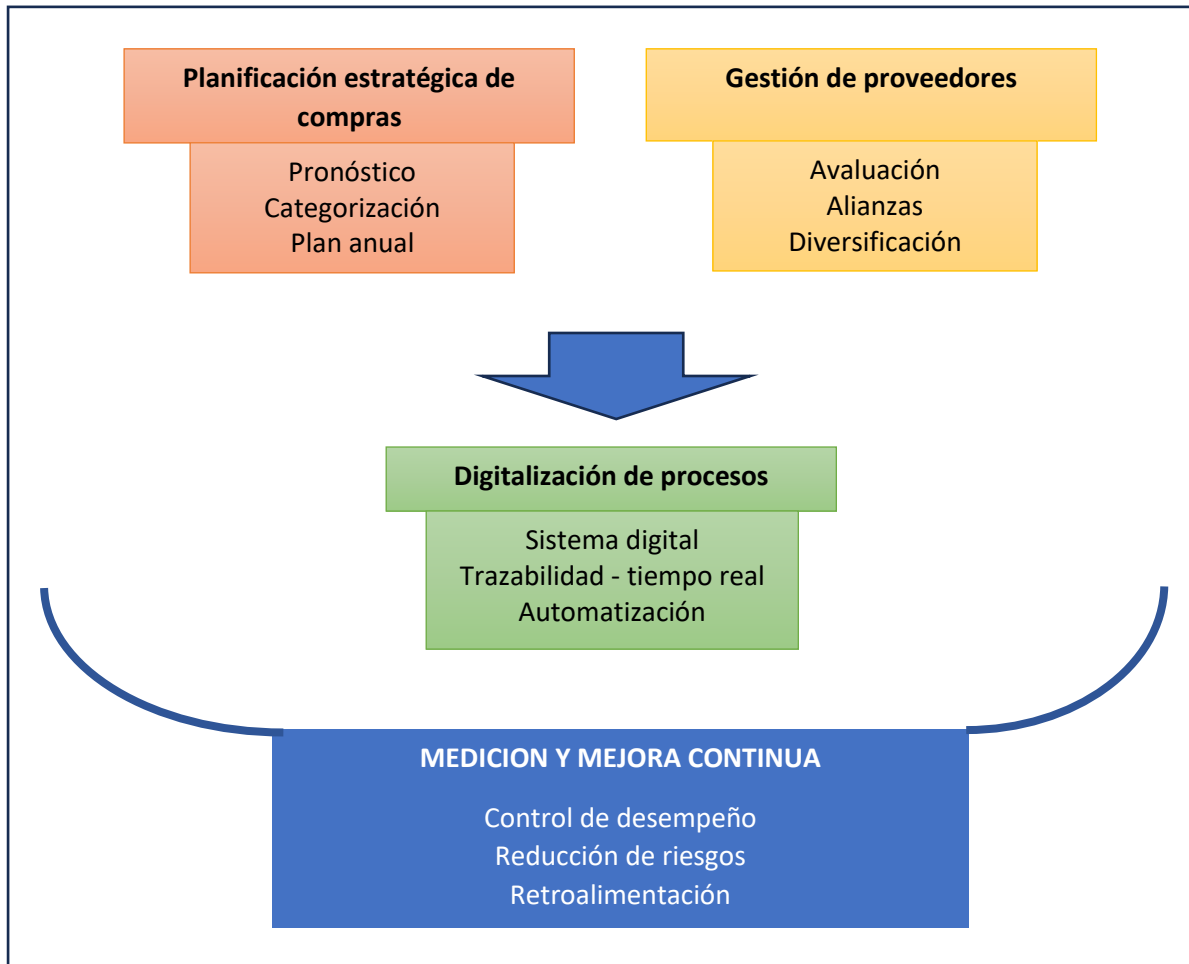 Planificación estratégica de
compras
Pronóstico
Categorización
Plan anual
Gestión de proveedores
Avaluación
Alianzas
Diversificación
Digitalización de procesos
Sistema digital
Trazabilidad - tiempo real
Automatización
MEDICION Y MEJORA CONTINUA
Control de desempeño
Reducción de riesgos
Retroalimentación